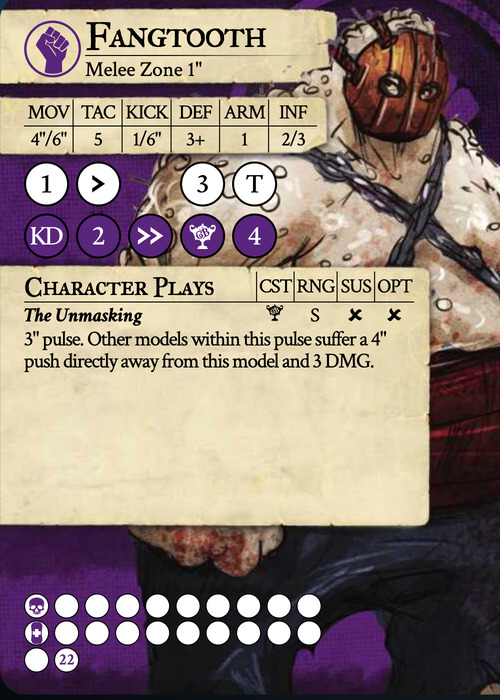 Fangtooth
Melee Zone 1"
MOV TAC KICK DEF ARM INF
4"/6" 5 1/6" 3+ 1 2/3
1 > 3 T
KD 2 >> 4
Character Plays CST RNG SUS OPT
The Unmasking S ✘ ✘
3" pulse. Other models within this pulse suffer a 4"
push directly away from this model and 3 DMG.
22